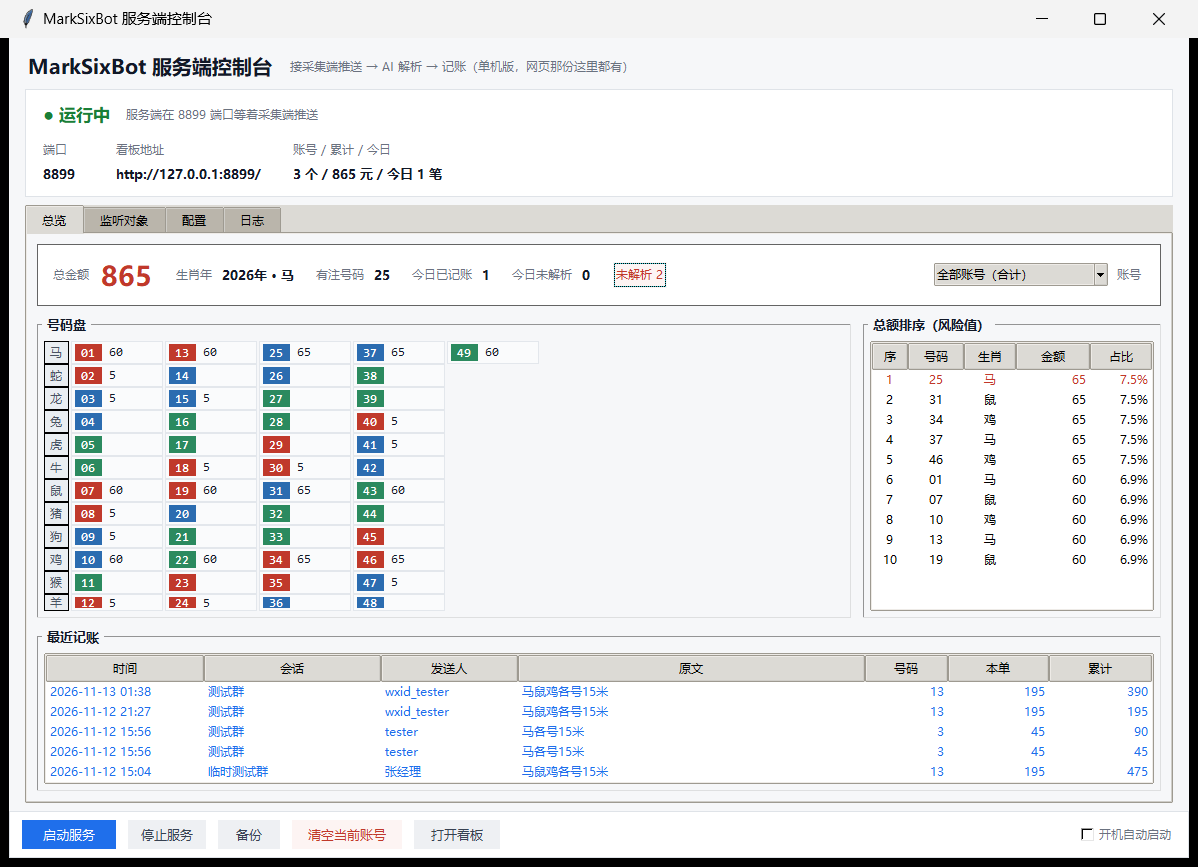 MarkSixBot 服务端控制台
MarkSixBot 服务端控制台 接采集端推送 → AI 解析 → 记账（单机版，网页那份这里都有）
● 运行中 服务端在 8899 端口等着采集端推送
端口 看板地址 账号 / 累计 / 今日
8899 http://127.0.0.1:8899/ 3 个 / 865 元 / 今日 1 笔
总览 监听对象 配置 日志
总金额 865 生肖年 2026年 · 马 有注号码 25 今日已记账 1 今日未解析 0 未解析 2 全部账号（合计） 账号
号码盘
马 01 60 13 60 25 65 37 65 49 60
蛇 02 5 14 26 38
龙 03 5 15 5 27 39
兔 04 16 28 40 5
虎 05 17 29 41 5
牛 06 18 5 30 5 42
鼠 07 60 19 60 31 65 43 60
猪 08 5 20 32 44
狗 09 5 21 33 45
鸡 10 60 22 60 34 65 46 65
猴 11 23 35 47 5
羊 12 5 24 5 36 48
总额排序（风险值）
序 号码 生肖 金额 占比
1 25 马 65 7.5%
2 31 鼠 65 7.5%
3 34 鸡 65 7.5%
4 37 马 65 7.5%
5 46 鸡 65 7.5%
6 01 马 60 6.9%
7 07 鼠 60 6.9%
8 10 鸡 60 6.9%
9 13 马 60 6.9%
10 19 鼠 60 6.9%
最近记账
时间 会话 发送人 原文 号码 本单 累计
2026-11-13 01:38 测试群 wxid_tester 马鼠鸡各号15米 13 195 390
2026-11-12 21:27 测试群 wxid_tester 马鼠鸡各号15米 13 195 195
2026-11-12 15:56 测试群 tester 马各号15米 3 45 90
2026-11-12 15:56 测试群 tester 马各号15米 3 45 45
2026-11-12 15:04 临时测试群 张经理 马鼠鸡各号15米 13 195 475
启动服务 停止服务 备份 清空当前账号 打开看板 开机自动启动